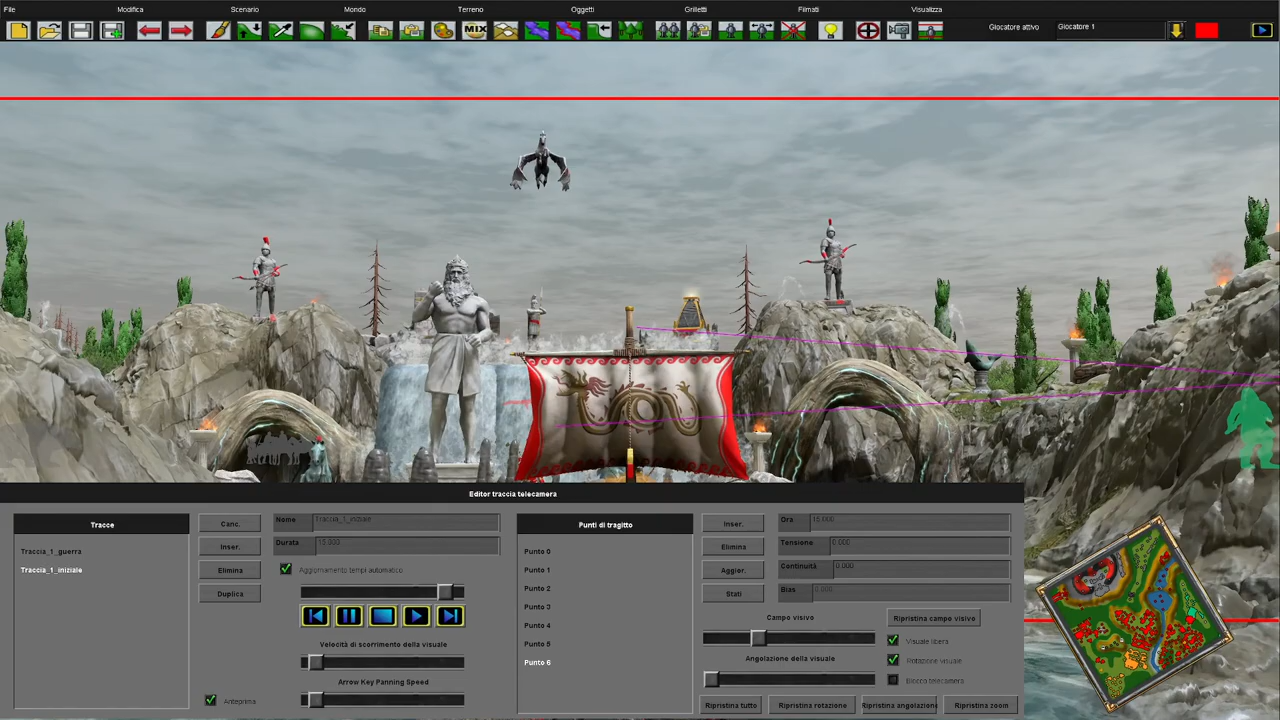 File Modifica Scenario Mondo Terreno Oggetti Grilletti Filmati Visualizza
MIX Giocatore attivo Giocatore 1
Editor traccia telecamera
Tracce Canc. Nome Traccia_1_iniziale Punti di tragitto Inser. Ora 15.000
Traccia_1_guerra Inser. Durata 15.000 Punto 0 Elimina Tensione 0.000
Traccia_1_iniziale Elimina Aggiornamento tempi automatico Punto 1 Aggior. Continuità 0.000
Duplica Punto 2 Stati Bias 0.000
Punto 3 Campo visivo Ripristina campo visivo
Punto 4
Velocità di scorrimento della visuale Punto 5 Visuale libera
Punto 6 Angolazione della visuale Rotazione visuale
Arrow Key Panning Speed Blocco telecamera
Anteprima Ripristina tutto Ripristina rotazione Ripristina angolazione Ripristina zoom